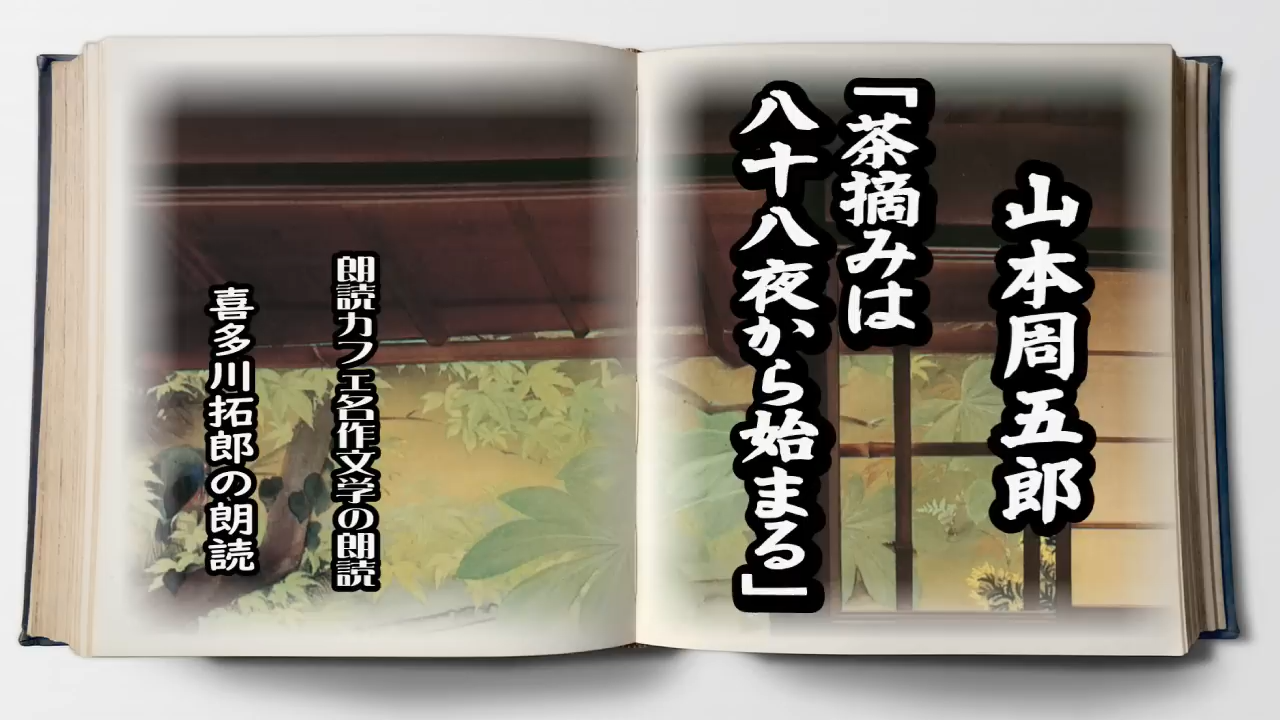 山本周五郎
「茶摘みは
八十八夜から始まる」
朗読カフェ名作文学の朗読
喜多川拓郎の朗読